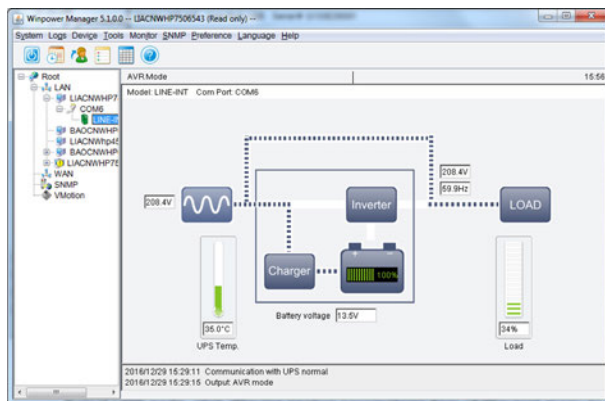 Winpower Manager 5.1.0.0 -- LIACNWHP7506543 (Read only) --
System Logs Device Tools Monitor SNMP Preference Language Help
Root
LAN
LIACNWHP7
COM6
LINE-IN
BAOCNWHP
LIACNWhp45
BAOCNWHP
LIACNWHP75
WAN
SNMP
VMotion
AVR Mode 15:56
Model: LINE-INT Com Port: COM6
208.4V
Inverter
208.4V
59.9Hz
LOAD
Charger
+ −
100%
Battery voltage 13.5V
35.0°C
UPS Temp.
34%
Load
2016/12/29 15:29:11 Communication with UPS normal
2016/12/29 15:29:15 Output: AVR mode